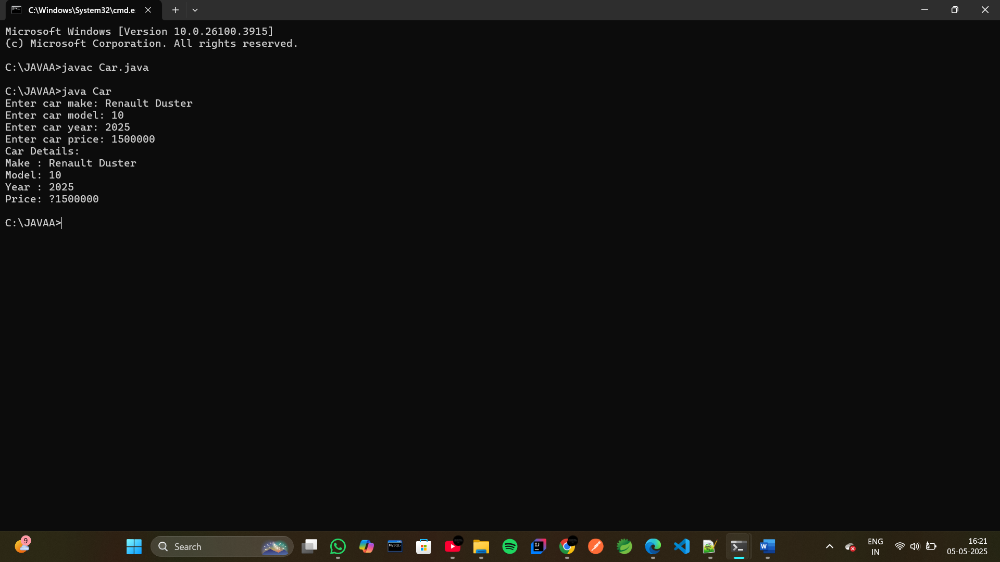 C:\Windows\System32\cmd.e
Microsoft Windows [Version 10.0.26100.3915]
(c) Microsoft Corporation. All rights reserved.
C:\JAVAA>javac Car.java
C:\JAVAA>java Car
Enter car make: Renault Duster
Enter car model: 10
Enter car year: 2025
Enter car price: 1500000
Car Details:
Make : Renault Duster
Model: 10
Year : 2025
Price: ?1500000
C:\JAVAA>
9
Search
MySQL
IJ
W
ENG
IN
16:21
05-05-2025